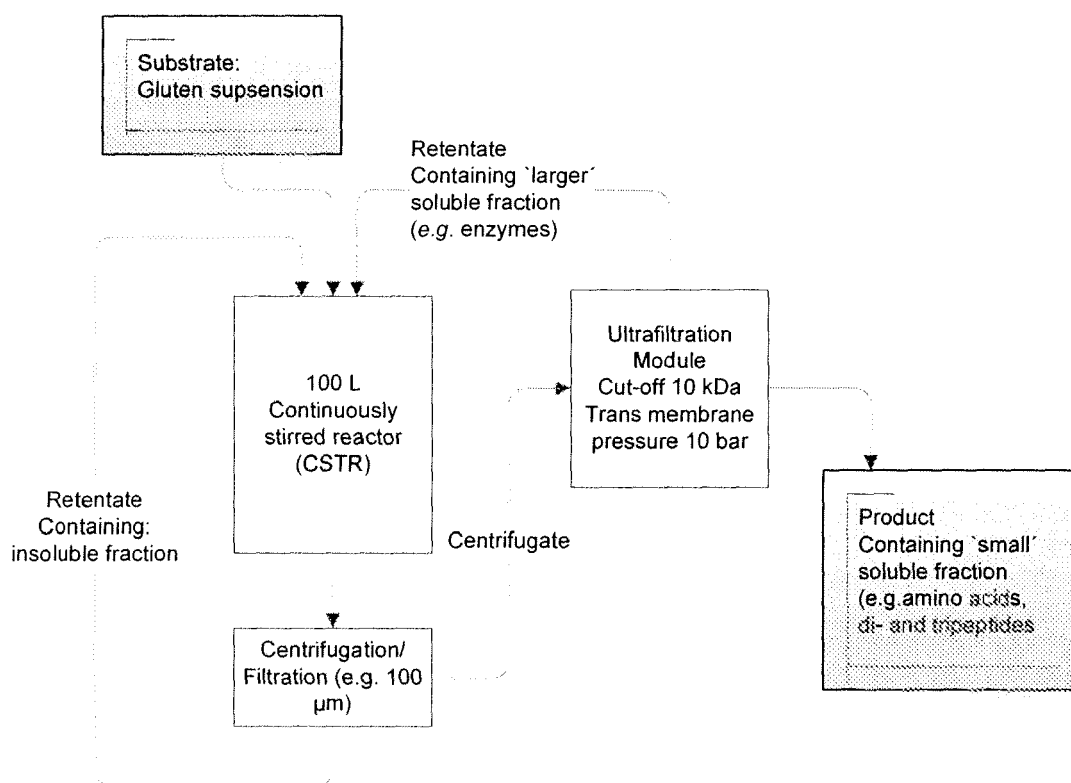 Substrate:
Gluten supsension
Retentate
Containing `larger´
soluble fraction
(e.g. enzymes)
100 L
Continuously
stirred reactor
(CSTR)
Ultrafiltration
Module
Cut-off 10 kDa
Trans membrane
pressure 10 bar
Retentate
Containing:
insoluble fraction
Centrifugate
Product
Containing `small´
soluble fraction
(e.g.amino acids,
di- and tripeptides
Centrifugation/
Filtration (e.g. 100
µm)